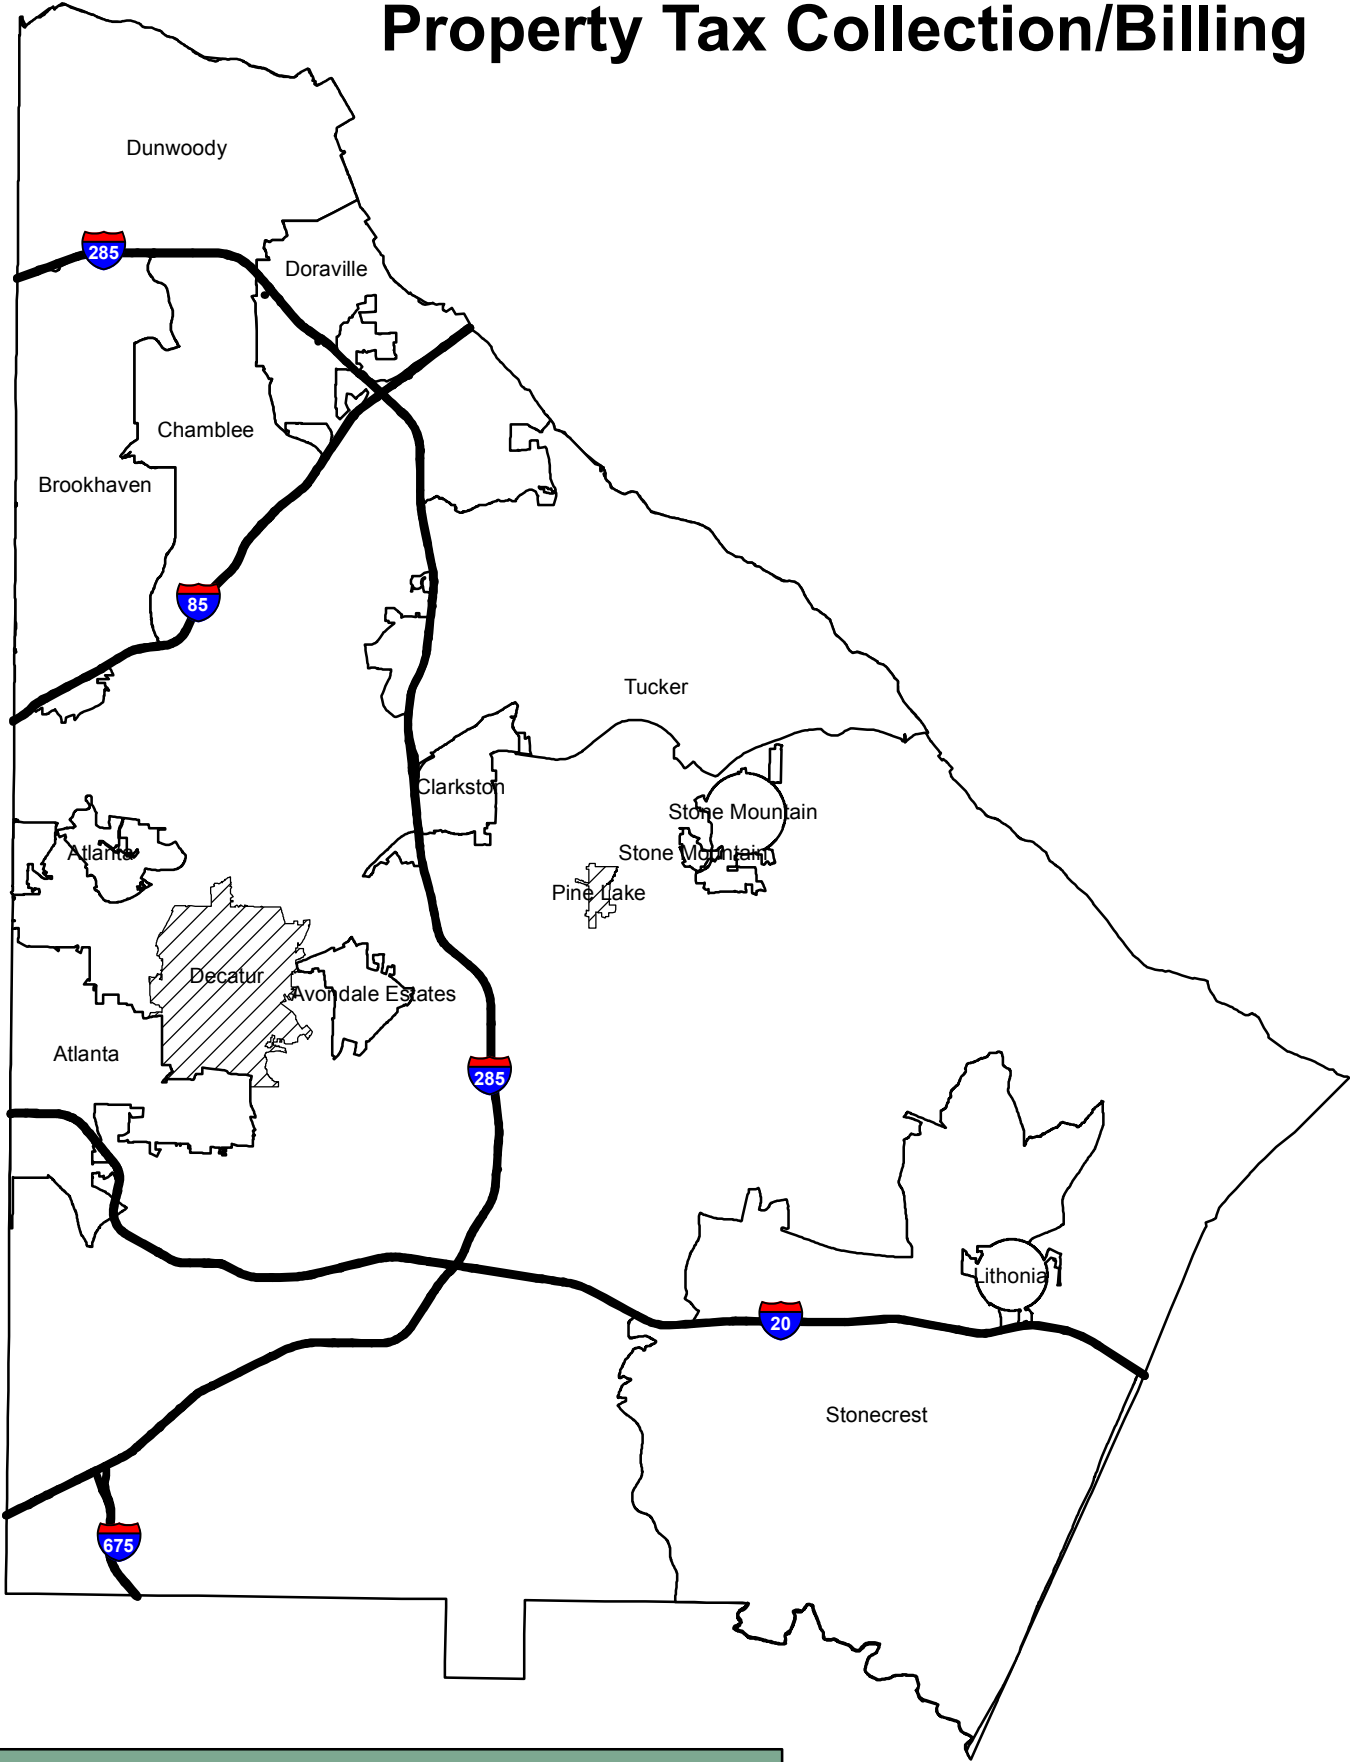 Property Tax Collection/Billing
Dunwoody
285
Doraville
Chamble​e
Brookhaven
85
Tucker
Clarkston
Stone Mountain
Atlanta
Stone Mountain
Pine Lake
Decatur
Avondale Estates
Atlanta
285
Lithonia
20
Stonecrest
675